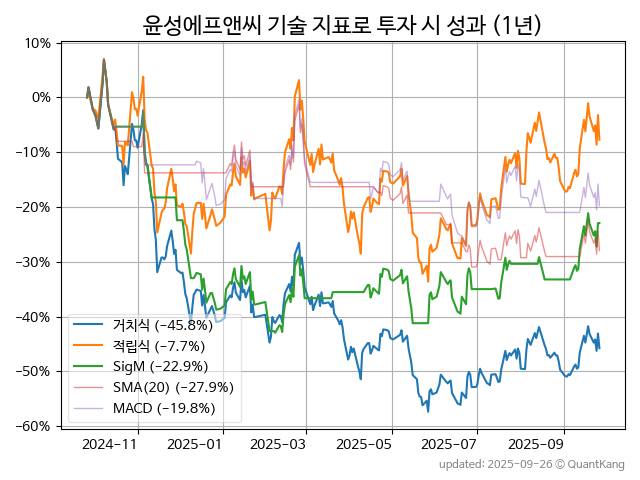 윤성에프앤씨 기술 지표로 투자 시 성과 (1년)
10%
0%
−10%
−20%
−30%
−40%
−50%
−60%
거치식 (−45.8%)
적립식 (−7.7%)
SigM (−22.9%)
SMA(20) (−27.9%)
MACD (−19.8%)
2024−11 2025−01 2025−03 2025−05 2025−07 2025−09
updated: 2025−09−26 © QuantKang